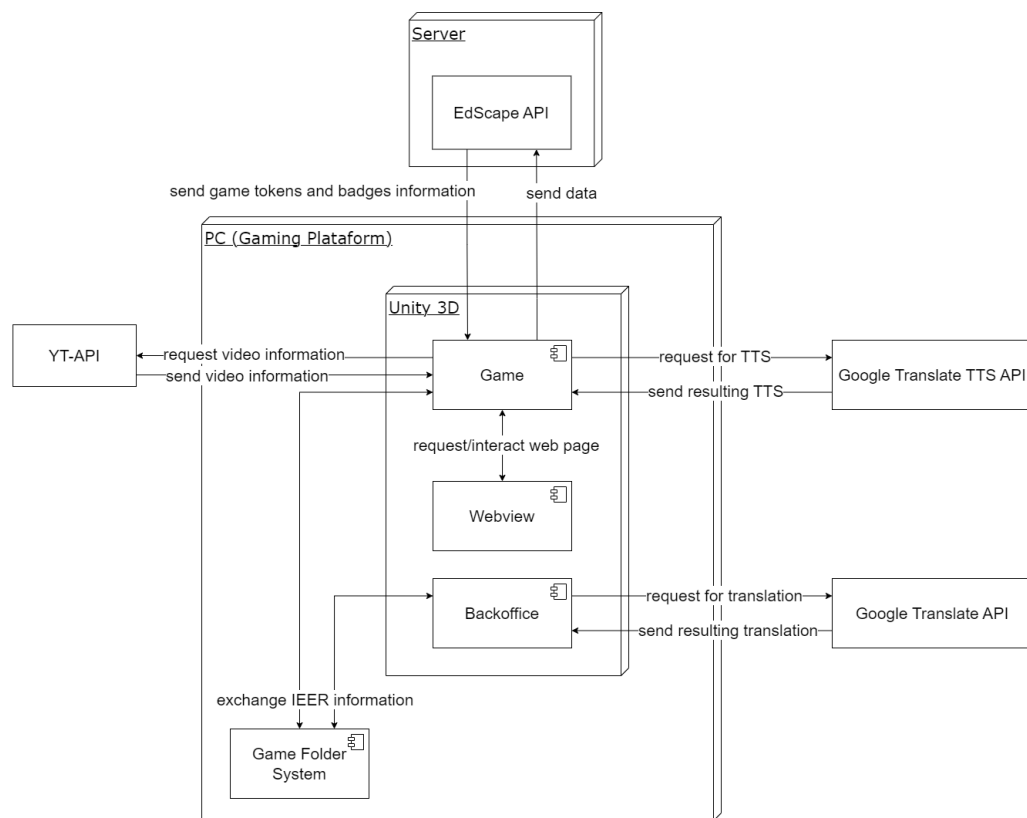 Server
EdScape API
send game tokens and badges information
send data
PC (Gaming Plataform)
Unity 3D
YT-API
request video information
send video information
Game
request for TTS
send resulting TTS
Google Translate TTS API
request/interact web page
Webview
Backoffice
request for translation
send resulting translation
Google Translate API
exchange IEER information
Game Folder
System